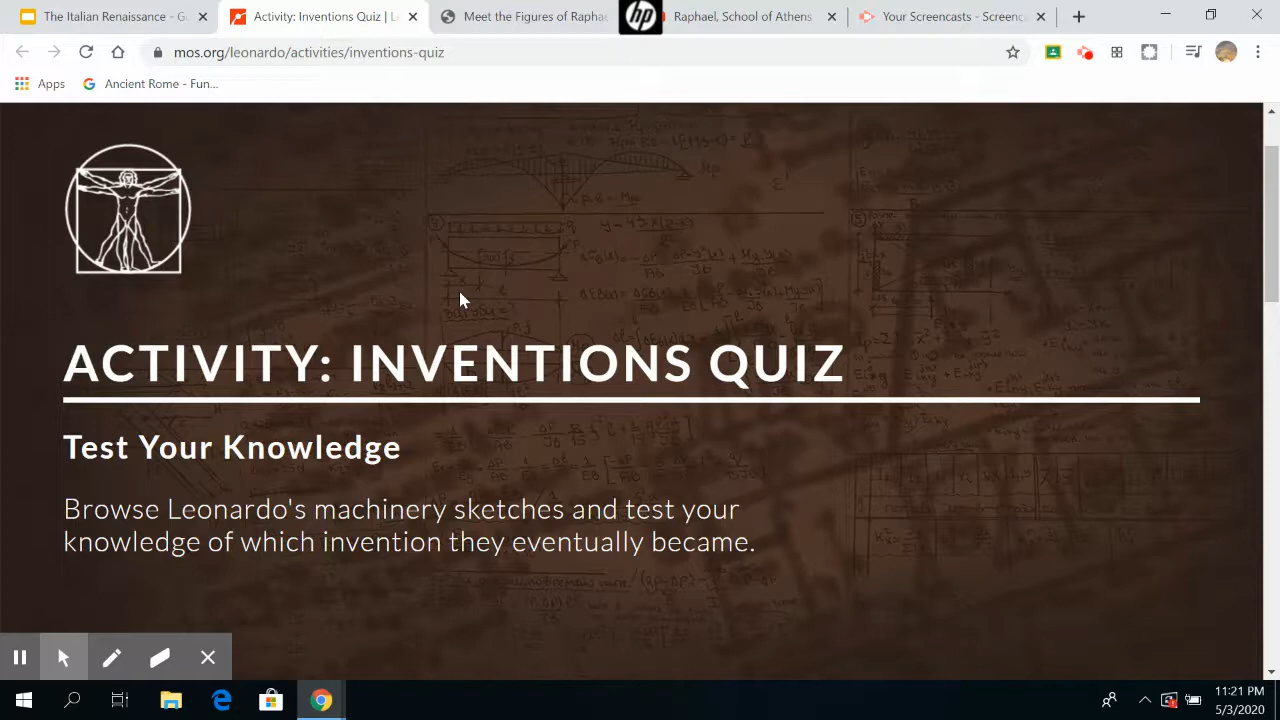 The Italian Renaissance - G
Activity: Inventions Quiz | L
Meet the Figures of Raphae
hp
Raphael, School of Athens
Your Screencasts - Screenc
mos.org/leonardo/activities/inventions-quiz
Apps
Ancient Rome - Fun...
ACTIVITY: INVENTIONS QUIZ
Test Your Knowledge
Browse Leonardo's machinery sketches and test your
knowledge of which invention they eventually became.
11:21 PM
5/3/2020